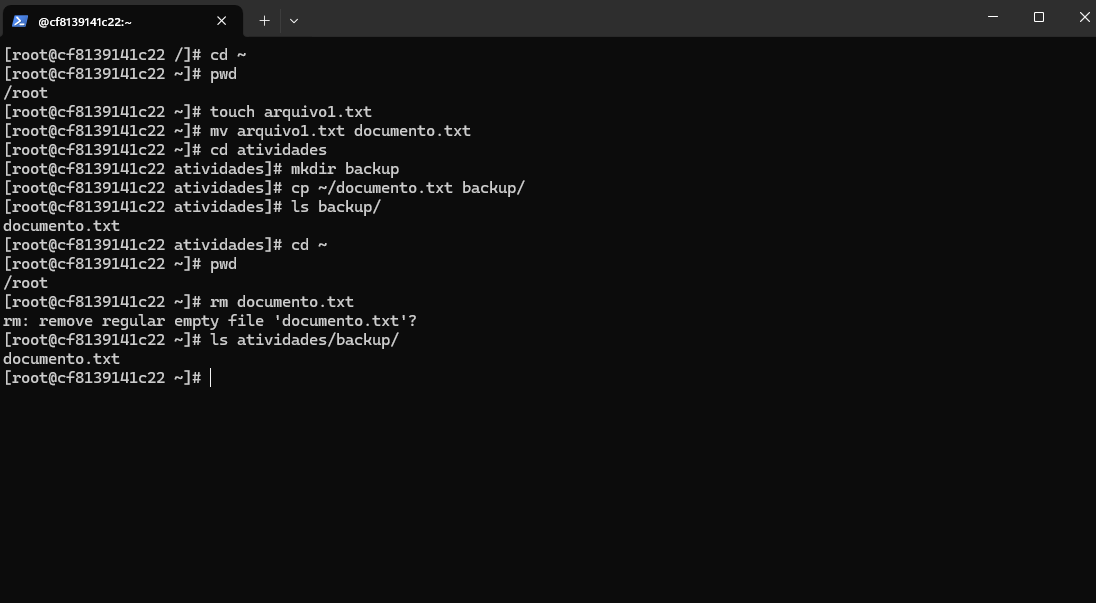 @cf8139141c22:~
[root@cf8139141c22 /]# cd ~
[root@cf8139141c22 ~]# pwd
/root
[root@cf8139141c22 ~]# touch arquivo1.txt
[root@cf8139141c22 ~]# mv arquivo1.txt documento.txt
[root@cf8139141c22 ~]# cd atividades
[root@cf8139141c22 atividades]# mkdir backup
[root@cf8139141c22 atividades]# cp ~/documento.txt backup/
[root@cf8139141c22 atividades]# ls backup/
documento.txt
[root@cf8139141c22 atividades]# cd ~
[root@cf8139141c22 ~]# pwd
/root
[root@cf8139141c22 ~]# rm documento.txt
rm: remove regular empty file 'documento.txt'?
[root@cf8139141c22 ~]# ls atividades/backup/
documento.txt
[root@cf8139141c22 ~]#